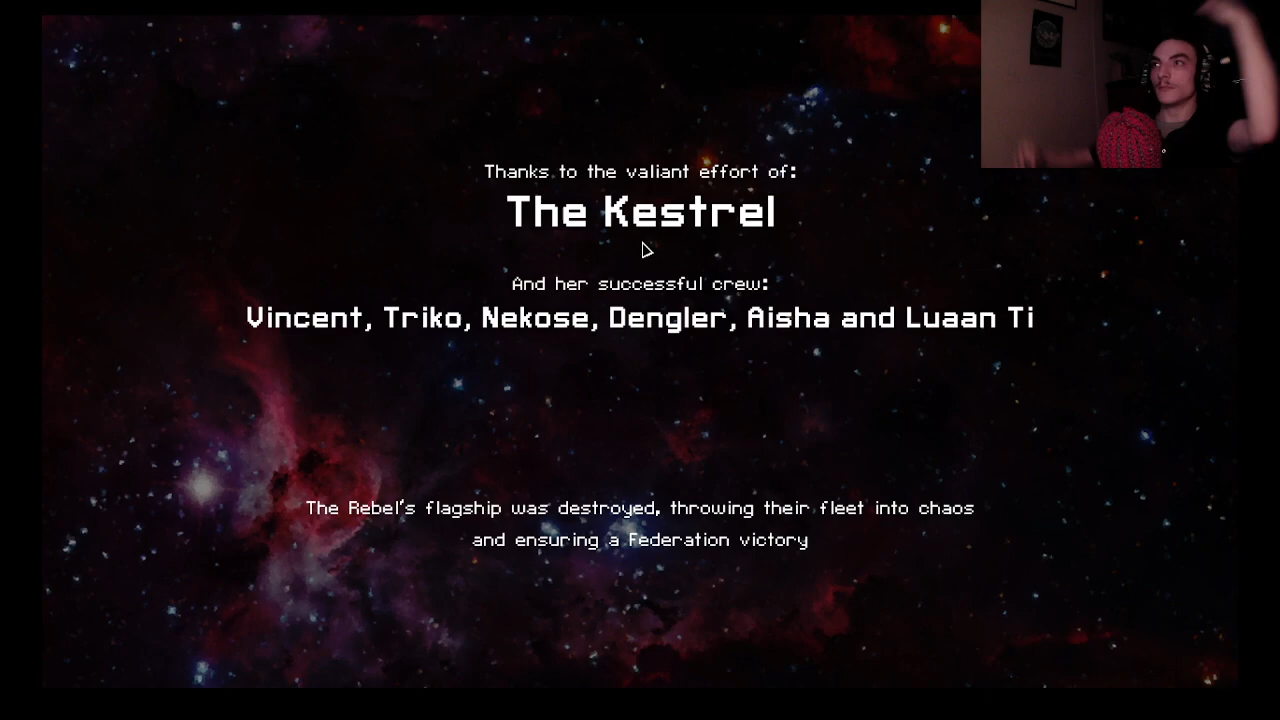 Thanks to the valiant effort of:
The Kestrel
And her successful crew:
Vincent, Triko, Nekose, Dengler, Aisha and Luaan Ti
The Rebel's flagship was destroyed, throwing their fleet into chaos
and ensuring a Federation victory